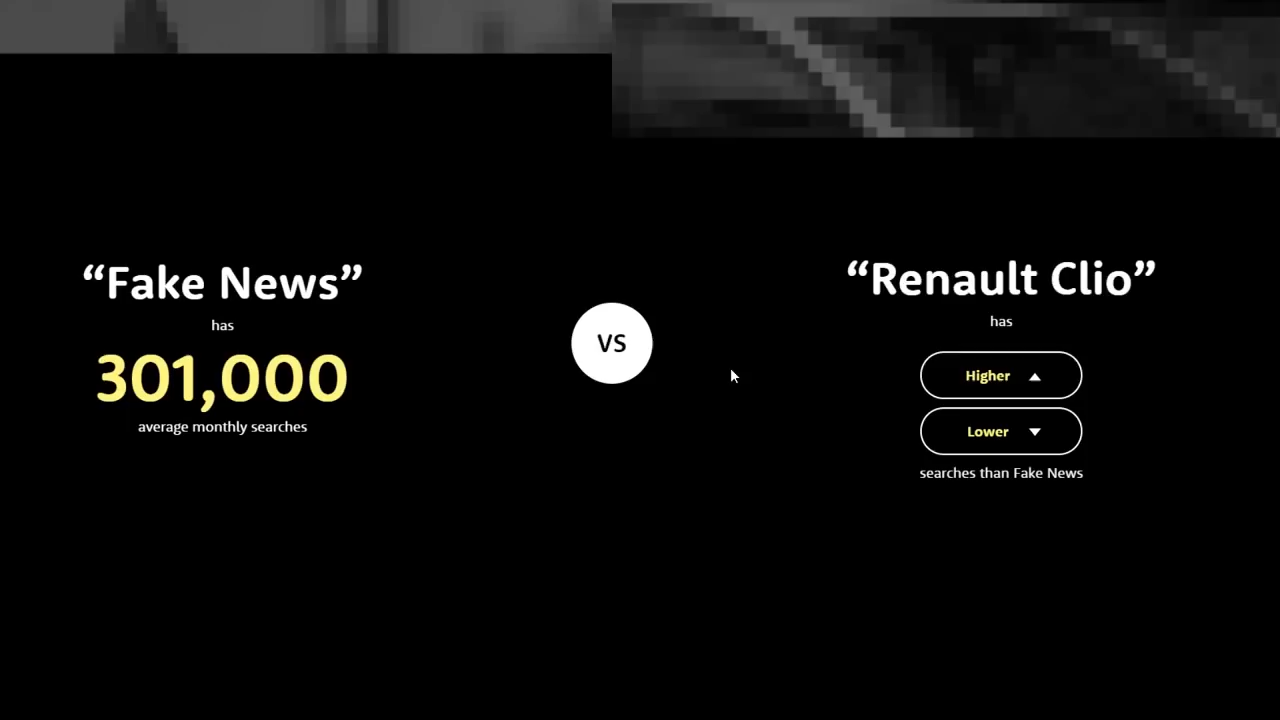 “Fake News”
has
301,000
average monthly searches
VS
“Renault Clio”
has
Higher
Lower
searches than Fake News